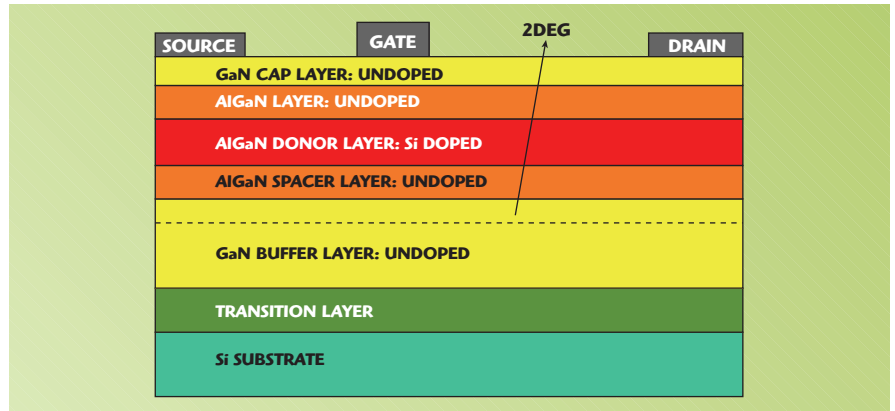 SOURCE
GATE
2DEG
DRAIN
GaN CAP LAYER: UNDOPED
AlGaN LAYER: UNDOPED
AlGaN DONOR LAYER: Si DOPED
AlGaN SPACER LAYER: UNDOPED
GaN BUFFER LAYER: UNDOPED
TRANSITION LAYER
Si SUBSTRATE